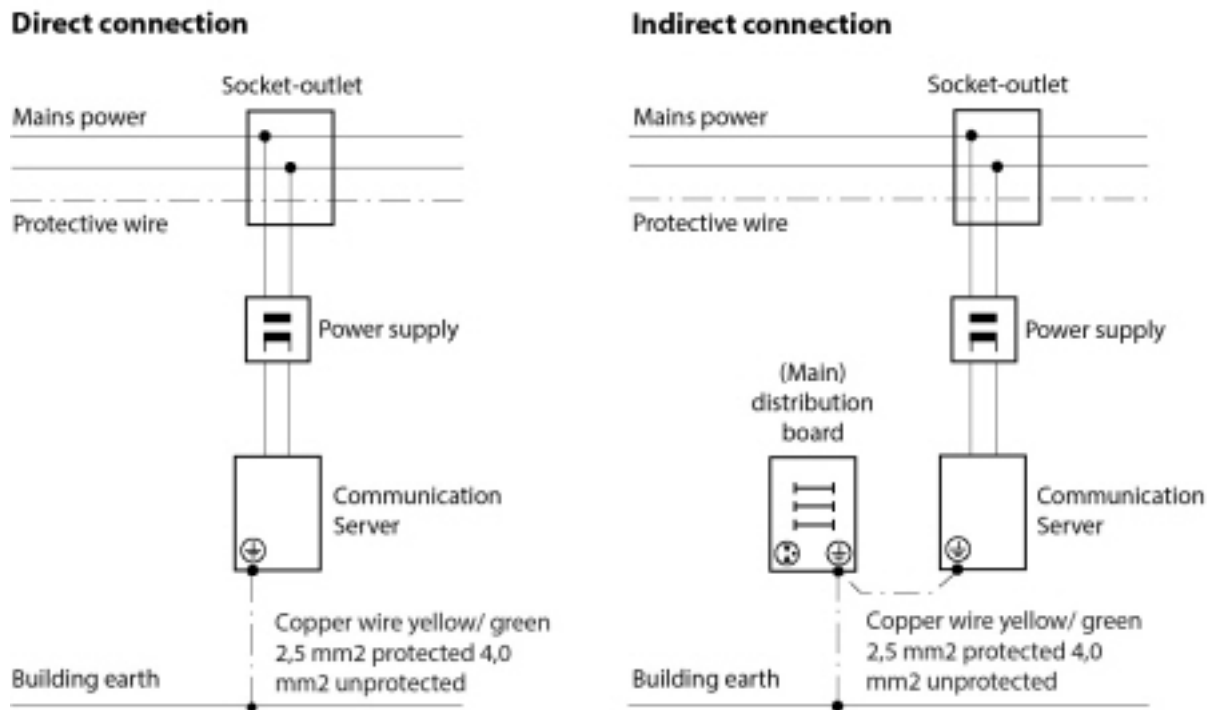 Direct connection
Socket-outlet
Mains power
Protective wire
Power supply
Communication
Server
Copper wire yellow/ green
2,5 mm2 protected 4,0
mm2 unprotected
Building earth
Indirect connection
Socket-outlet
Mains power
Protective wire
Power supply
(Main)
distribution
board
Communication
Server
Copper wire yellow/ green
2,5 mm2 protected 4,0
mm2 unprotected
Building earth